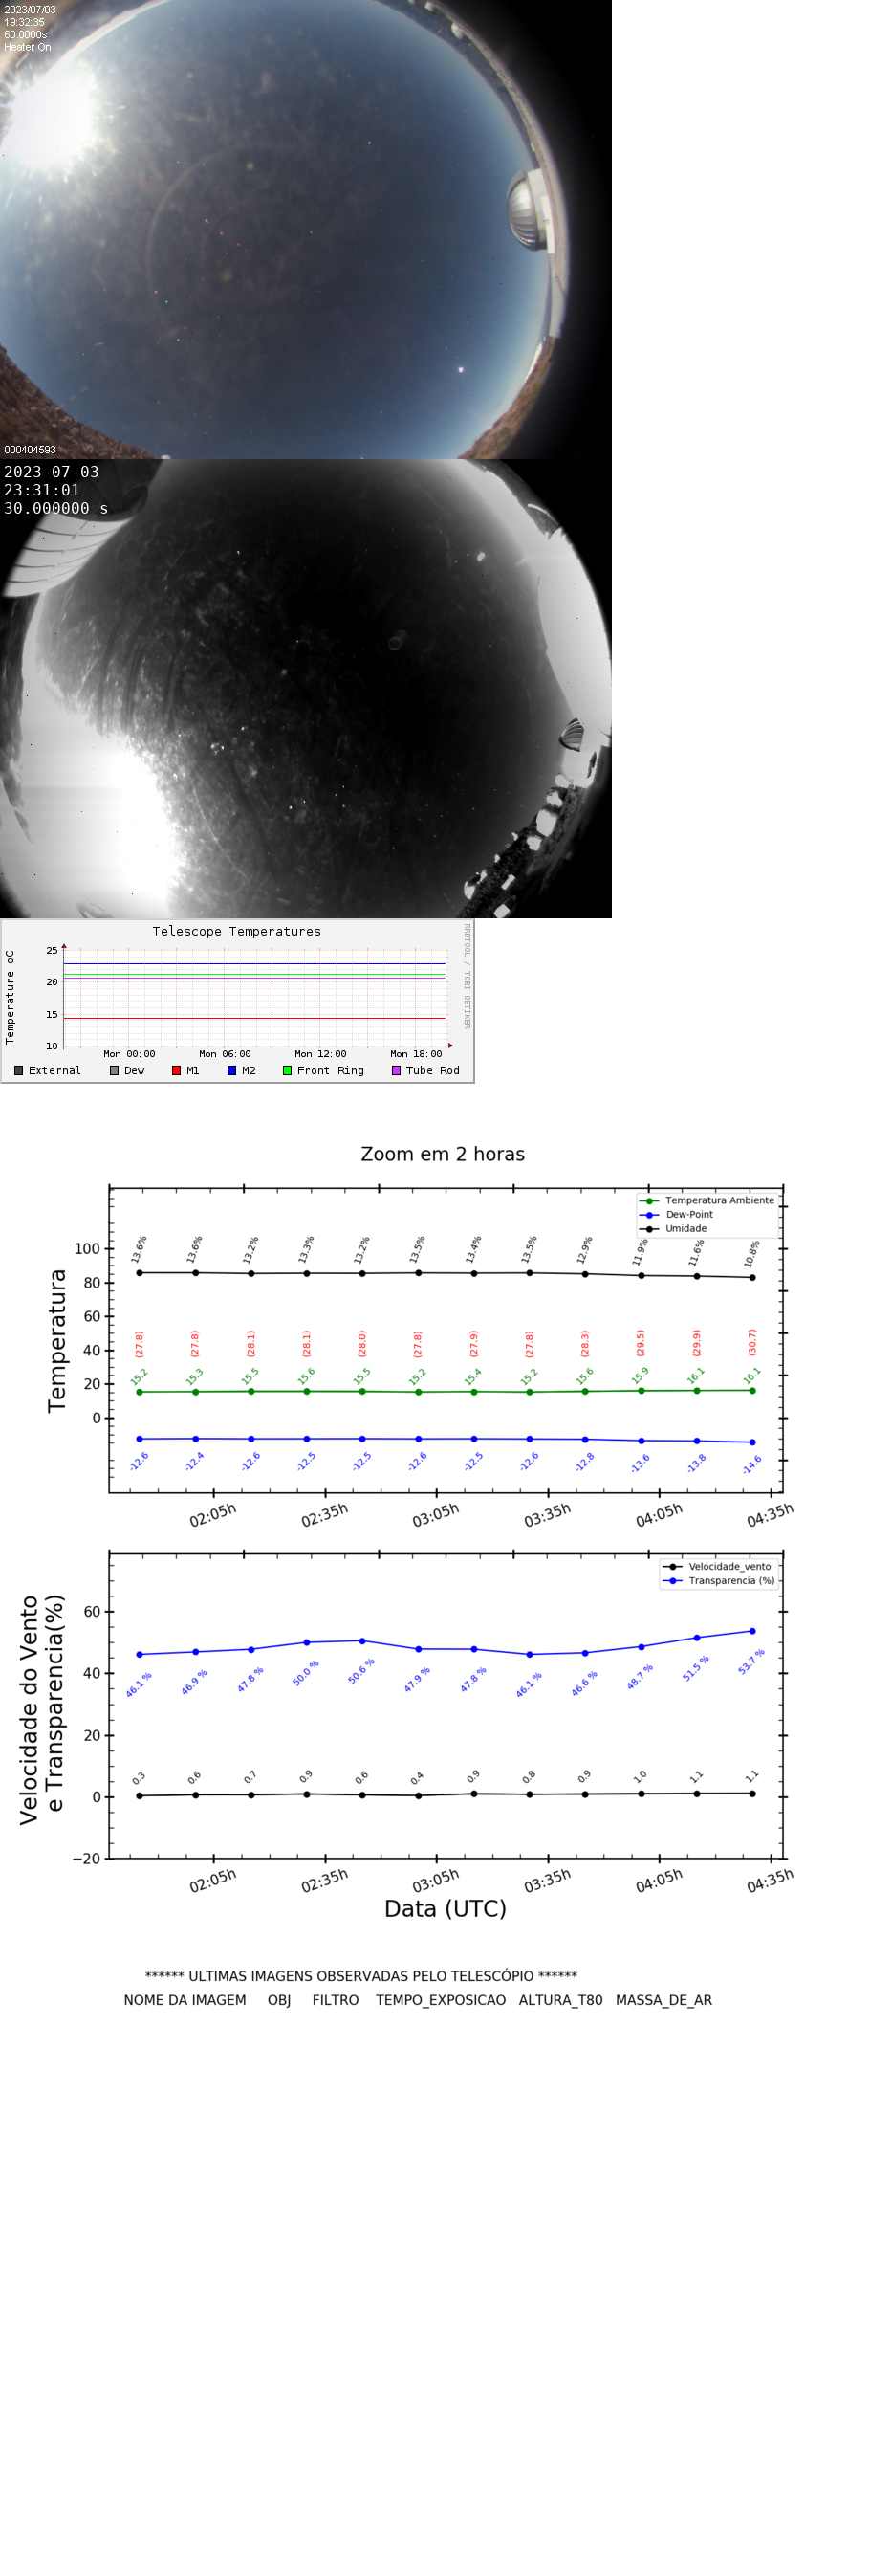 2023/07/03
19:32:35
60.0000s
Heater On
000404593
2023-07-03
23:31:01
30.000000 s
Telescope Temperatures
RRDTOOL / TOBI OETIKER
Temperature oC
25
20
15
10
Mon 00:00 Mon 06:00 Mon 12:00 Mon 18:00
External Dew M1 M2 Front Ring Tube Rod
Zoom em 2 horas
Temperatura Ambiente
Dew-Point
Umidade
Temperatura
100
80
60
40
20
0
13.6% 13.6% 13.2% 13.3% 13.2% 13.5% 13.4% 13.5% 12.9% 11.9% 11.6% 10.8%
(27.8) (27.8) (28.1) (28.1) (28.0) (27.8) (27.9) (27.8) (28.3) (29.5) (29.9) (30.7)
15.2 15.3 15.5 15.6 15.5 15.2 15.4 15.2 15.6 15.9 16.1 16.1
-12.6 -12.4 -12.6 -12.5 -12.5 -12.6 -12.5 -12.6 -12.8 -13.6 -13.8 -14.6
02:05h 02:35h 03:05h 03:35h 04:05h 04:35h
Velocidade_vento
Transparencia (%)
Velocidade do Vento
e Transparencia(%)
60
40
20
0
−20
46.1 % 46.9 % 47.8 % 50.0 % 50.6 % 47.9 % 47.8 % 46.1 % 46.6 % 48.7 % 51.5 % 53.7 %
0.3 0.6 0.7 0.9 0.6 0.4 0.9 0.8 0.9 1.0 1.1 1.1
02:05h 02:35h 03:05h 03:35h 04:05h 04:35h
Data (UTC)
****** ULTIMAS IMAGENS OBSERVADAS PELO TELESCÓPIO ******
NOME DA IMAGEM OBJ FILTRO TEMPO_EXPOSICAO ALTURA_T80 MASSA_DE_AR